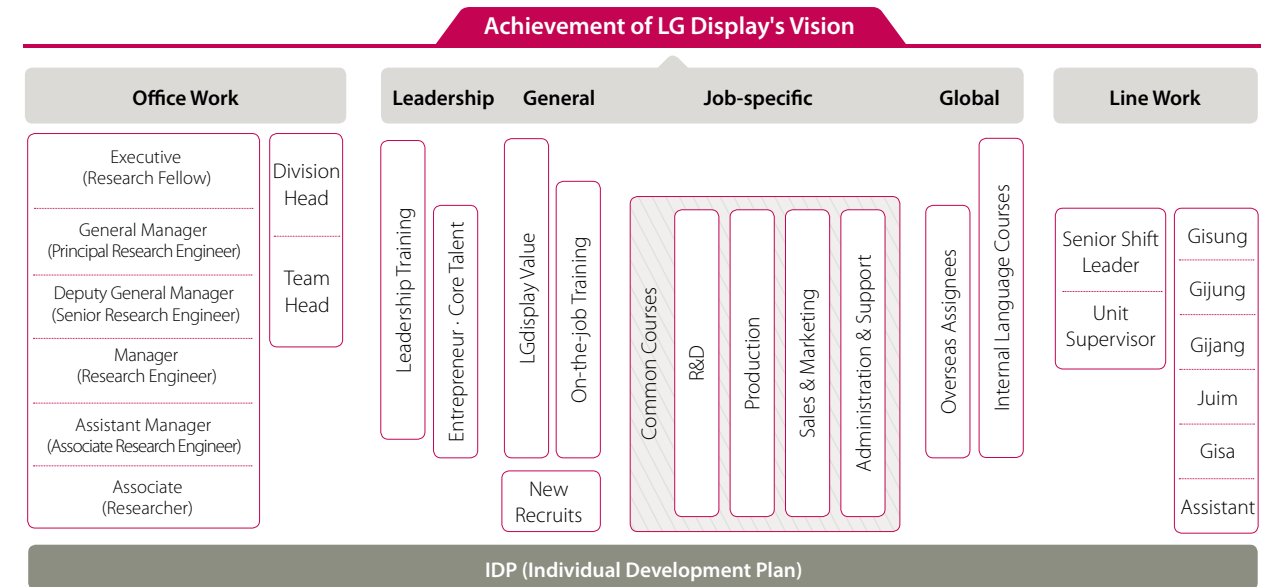 Achievement of LG Display's Vision
Office Work
Leadership
General
Job-specific
Global
Line Work
Executive
(Research Fellow)
General Manager
(Principal Research Engineer)
Deputy General Manager
(Senior Research Engineer)
Manager
(Research Engineer)
Assistant Manager
(Associate Research Engineer)
Associate
(Researcher)
Division
Head
Team
Head
Leadership Training
Entrepreneur · Core Talent
LGdisplay Value
On-the-job Training
New
Recruits
Common Courses
R&D
Production
Sales & Marketing
Administration & Support
Overseas Assignees
Internal Language Courses
Senior Shift
Leader
Unit
Supervisor
Gisung
Gijung
Gijang
Juim
Gisa
Assistant
IDP (Individual Development Plan)